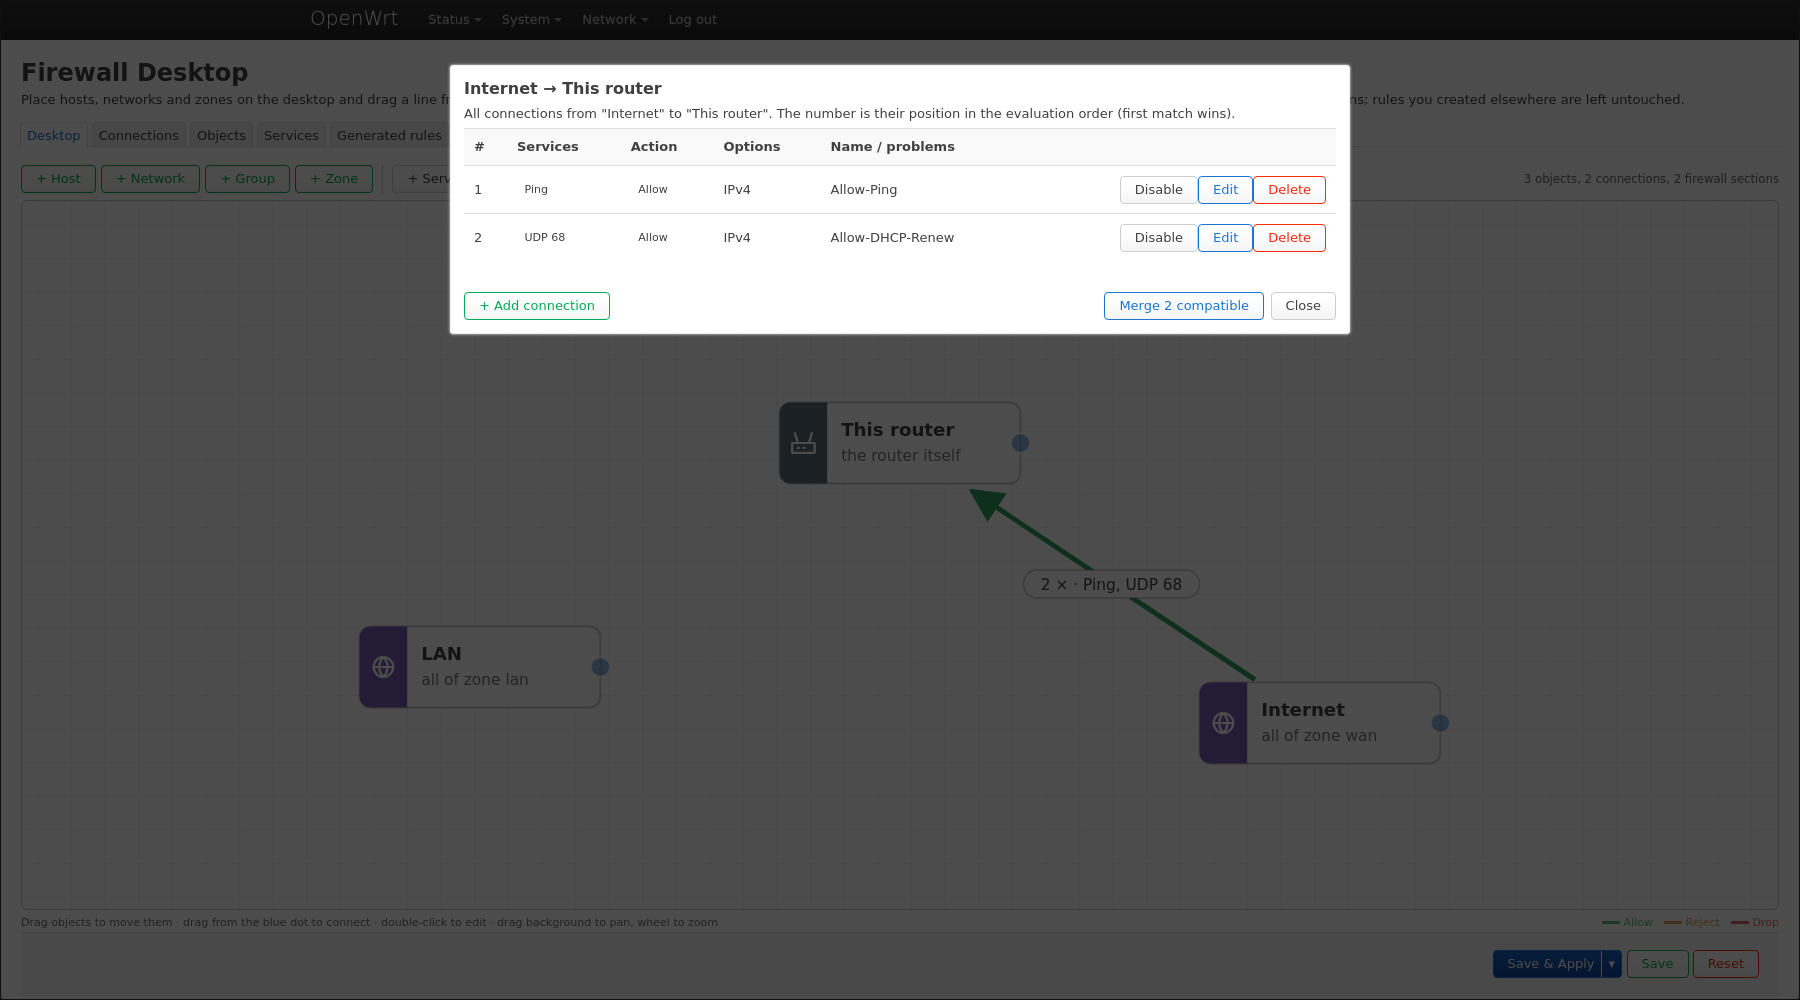 OpenWrt Status System Network Log out
Firewall Desktop
Place hosts, networks and zones on the desktop and drag a line
ns; rules you created elsewhere are left untouched.
Desktop Connections Objects Services Generated rules
+ Host + Network + Group + Zone + Serv
3 objects, 2 connections, 2 firewall sections
Internet → This router
All connections from "Internet" to "This router". The number is their position in the evaluation order (first match wins).
# Services Action Options Name / problems
1 Ping Allow IPv4 Allow-Ping Disable Edit Delete
2 UDP 68 Allow IPv4 Allow-DHCP-Renew Disable Edit Delete
+ Add connection Merge 2 compatible Close
This router
the router itself
2 × · Ping, UDP 68
LAN
all of zone lan
Internet
all of zone wan
Drag objects to move them · drag from the blue dot to connect · double-click to edit · drag background to pan, wheel to zoom
Allow Reject Drop
Save & Apply ▾ Save Reset